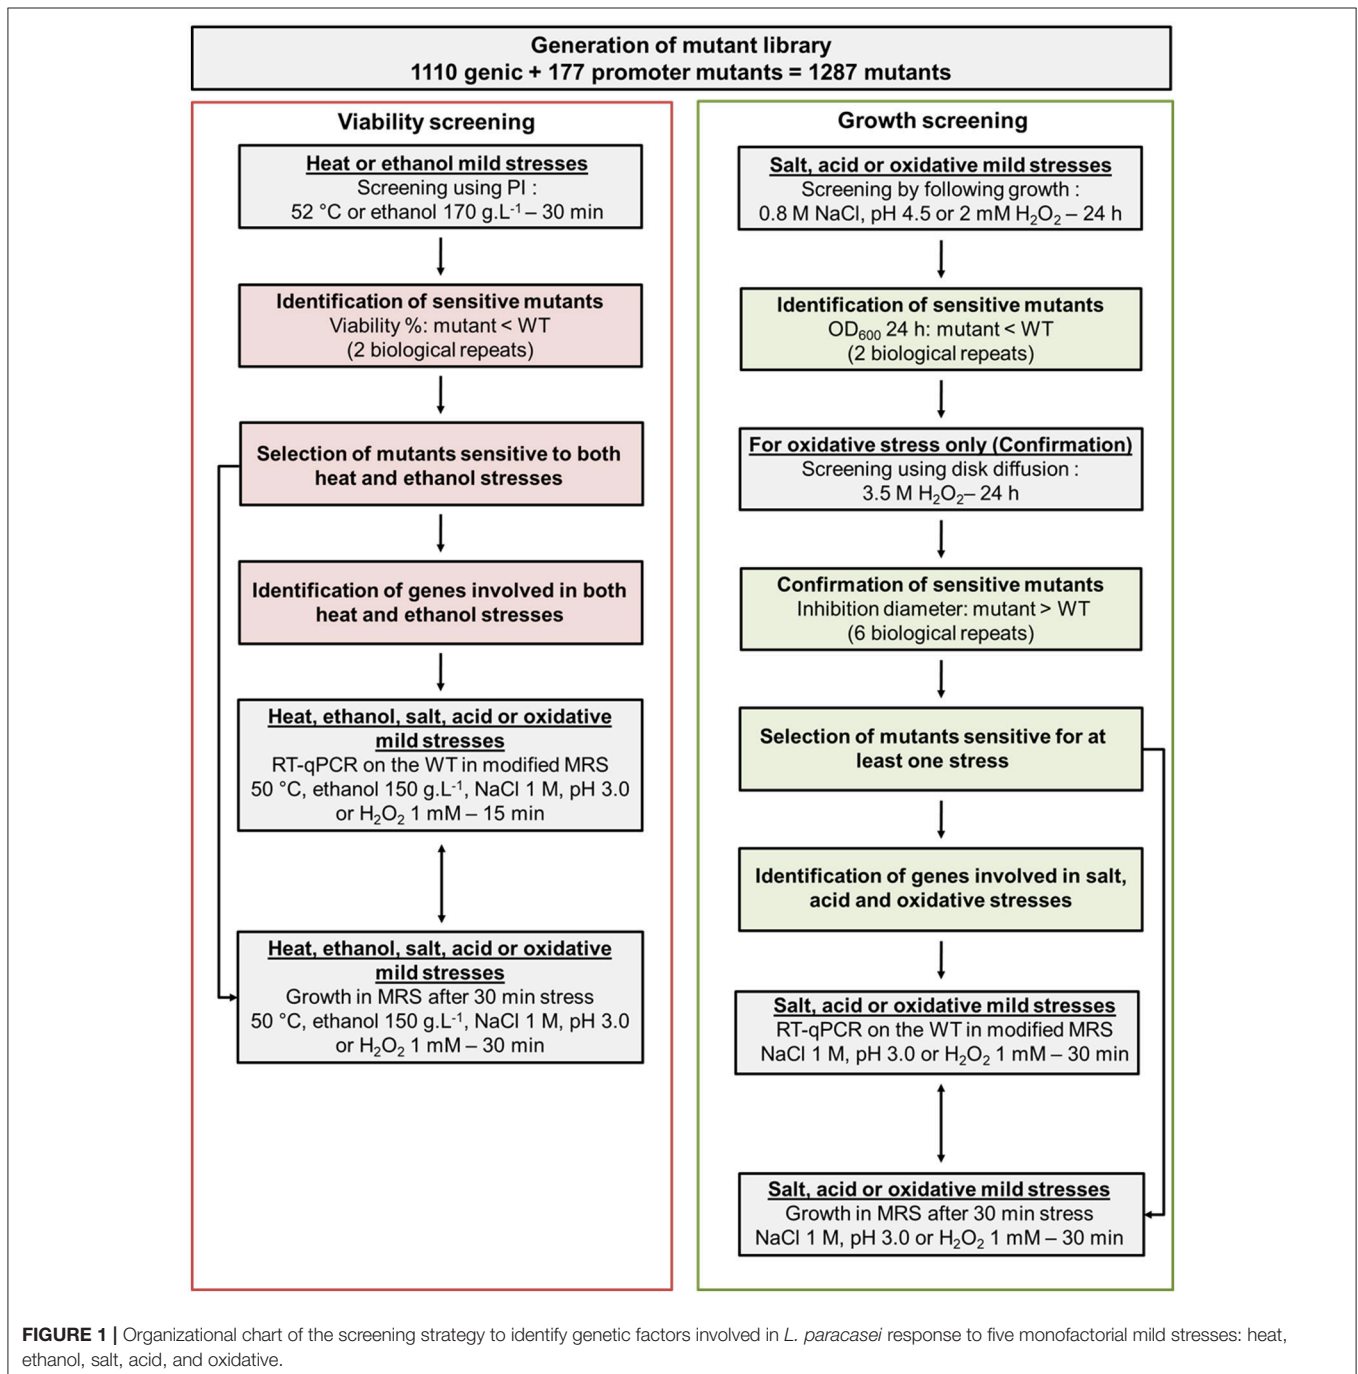 Generation of mutant library
1110 genic + 177 promoter mutants = 1287 mutants
Viability screening
Heat or ethanol mild stresses
Screening using PI :
52 °C or ethanol 170 g.L⁻¹ – 30 min
Identification of sensitive mutants
Viability %: mutant < WT
(2 biological repeats)
Selection of mutants sensitive to both
heat and ethanol stresses
Identification of genes involved in both
heat and ethanol stresses
Heat, ethanol, salt, acid or oxidative
mild stresses
RT-qPCR on the WT in modified MRS
50 °C, ethanol 150 g.L⁻¹, NaCl 1 M, pH 3.0
or H₂O₂ 1 mM – 15 min
Heat, ethanol, salt, acid or oxidative
mild stresses
Growth in MRS after 30 min stress
50 °C, ethanol 150 g.L⁻¹, NaCl 1 M, pH 3.0
or H₂O₂ 1 mM – 30 min
Growth screening
Salt, acid or oxidative mild stresses
Screening by following growth :
0.8 M NaCl, pH 4.5 or 2 mM H₂O₂ – 24 h
Identification of sensitive mutants
OD₆₀₀ 24 h: mutant < WT
(2 biological repeats)
For oxidative stress only (Confirmation)
Screening using disk diffusion :
3.5 M H₂O₂– 24 h
Confirmation of sensitive mutants
Inhibition diameter: mutant > WT
(6 biological repeats)
Selection of mutants sensitive for at
least one stress
Identification of genes involved in salt,
acid and oxidative stresses
Salt, acid or oxidative mild stresses
RT-qPCR on the WT in modified MRS
NaCl 1 M, pH 3.0 or H₂O₂ 1 mM – 30 min
Salt, acid or oxidative mild stresses
Growth in MRS after 30 min stress
NaCl 1 M, pH 3.0 or H₂O₂ 1 mM – 30 min
FIGURE 1 | Organizational chart of the screening strategy to identify genetic factors involved in L. paracasei response to five monofactorial mild stresses: heat,
ethanol, salt, acid, and oxidative.